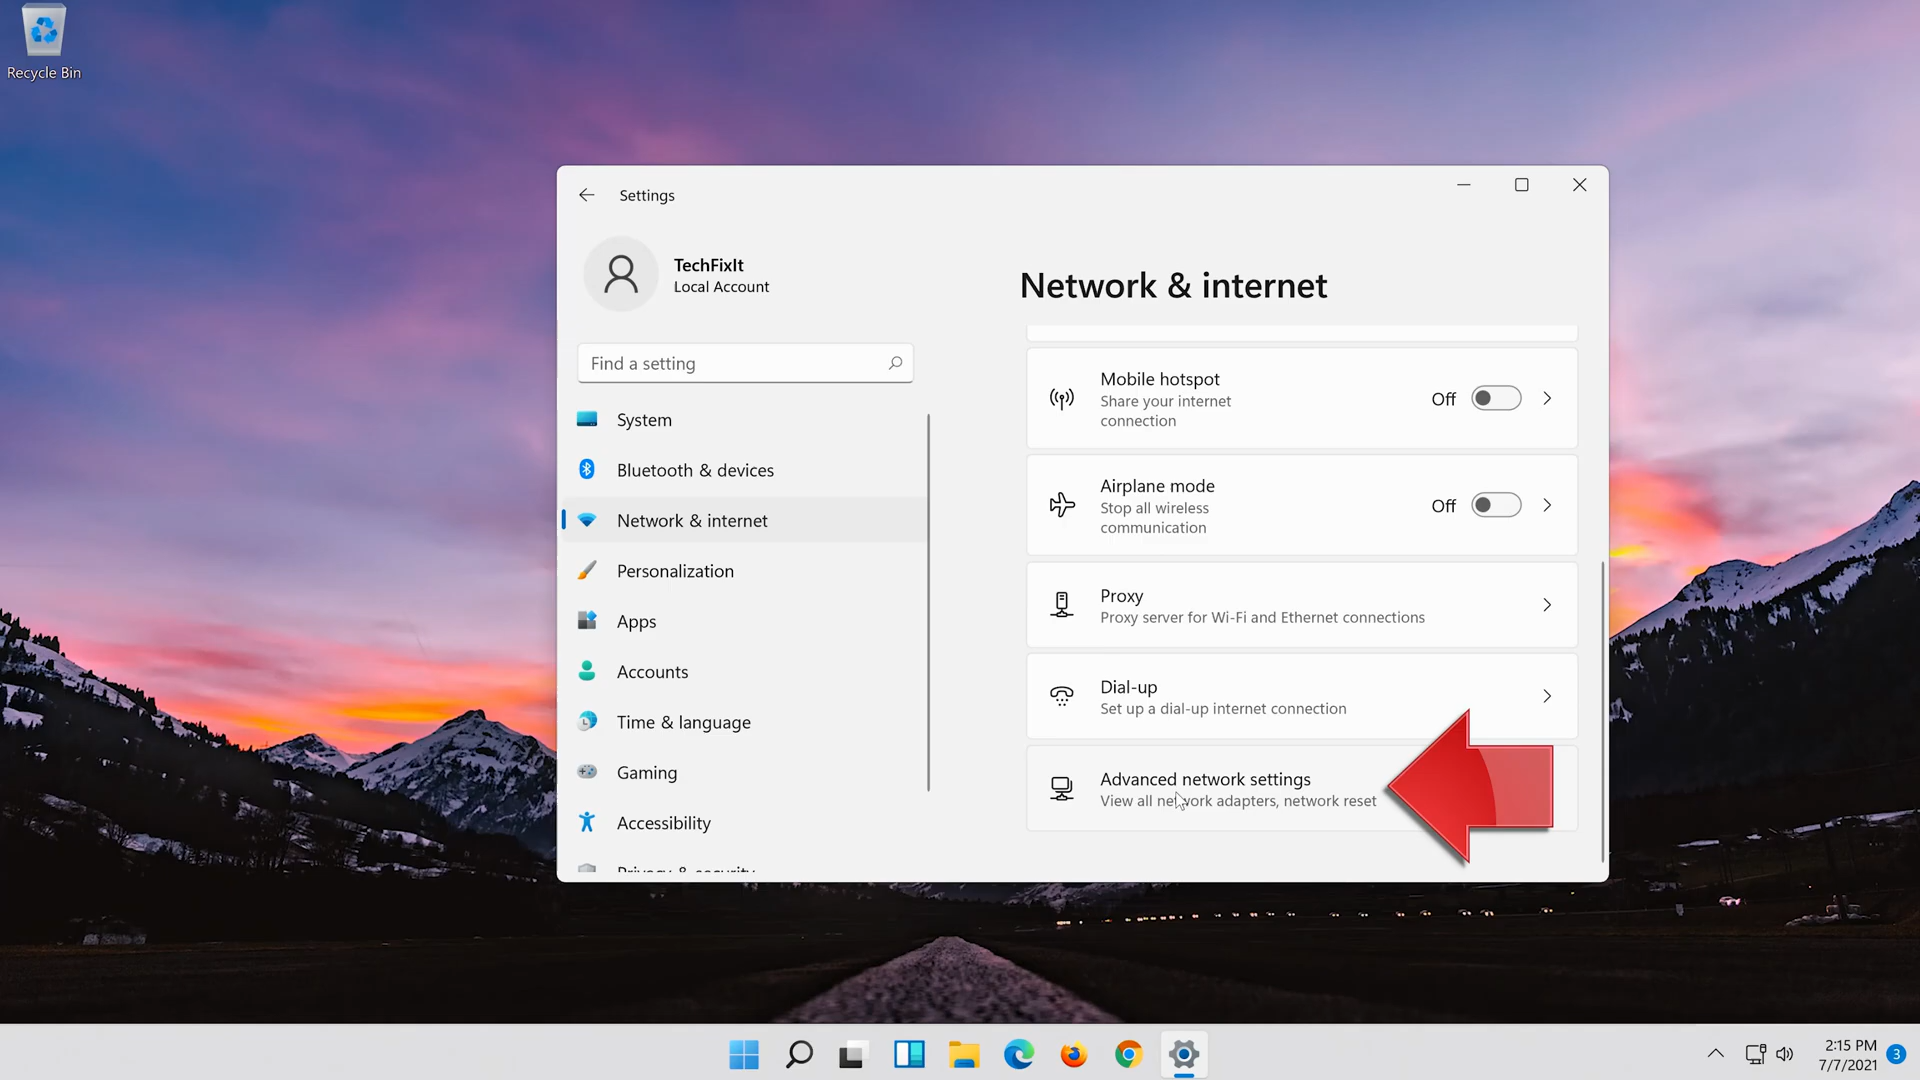 Recycle Bin
Settings
TechFixIt
Local Account
Find a setting
System
Bluetooth & devices
Network & internet
Personalization
Apps
Accounts
Time & language
Gaming
Accessibility
Privacy & security
Network & internet
Mobile hotspot
Share your internet
connection
Off
Airplane mode
Stop all wireless
communication
Off
Proxy
Proxy server for Wi-Fi and Ethernet connections
Dial-up
Set up a dial-up internet connection
Advanced network settings
View all network adapters, network reset
2:15 PM
7/7/2021
3